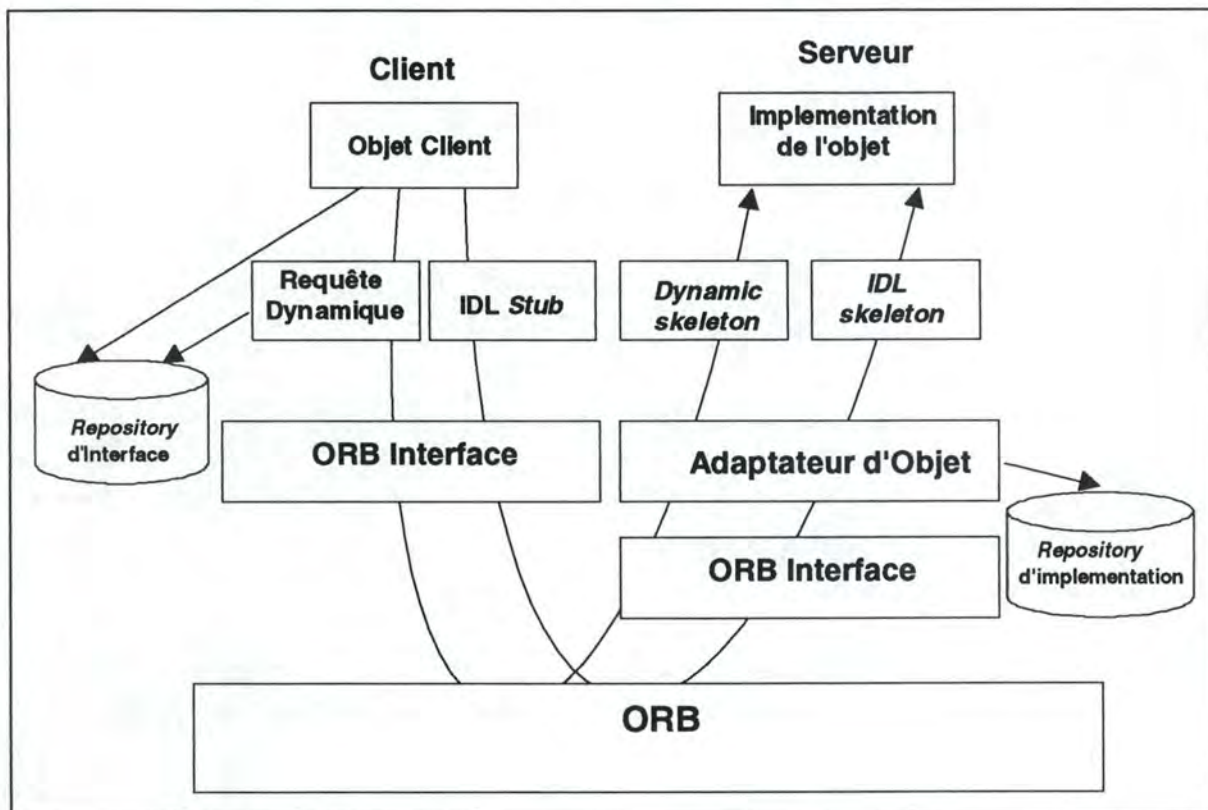 Client
Serveur
Objet Client
Implementation
de l'objet
Requête
Dynamique
IDL Stub
Dynamic
skeleton
IDL
skeleton
Repository
d'Interface
ORB Interface
Adaptateur d'Objet
ORB Interface
Repository
d'implementation
ORB